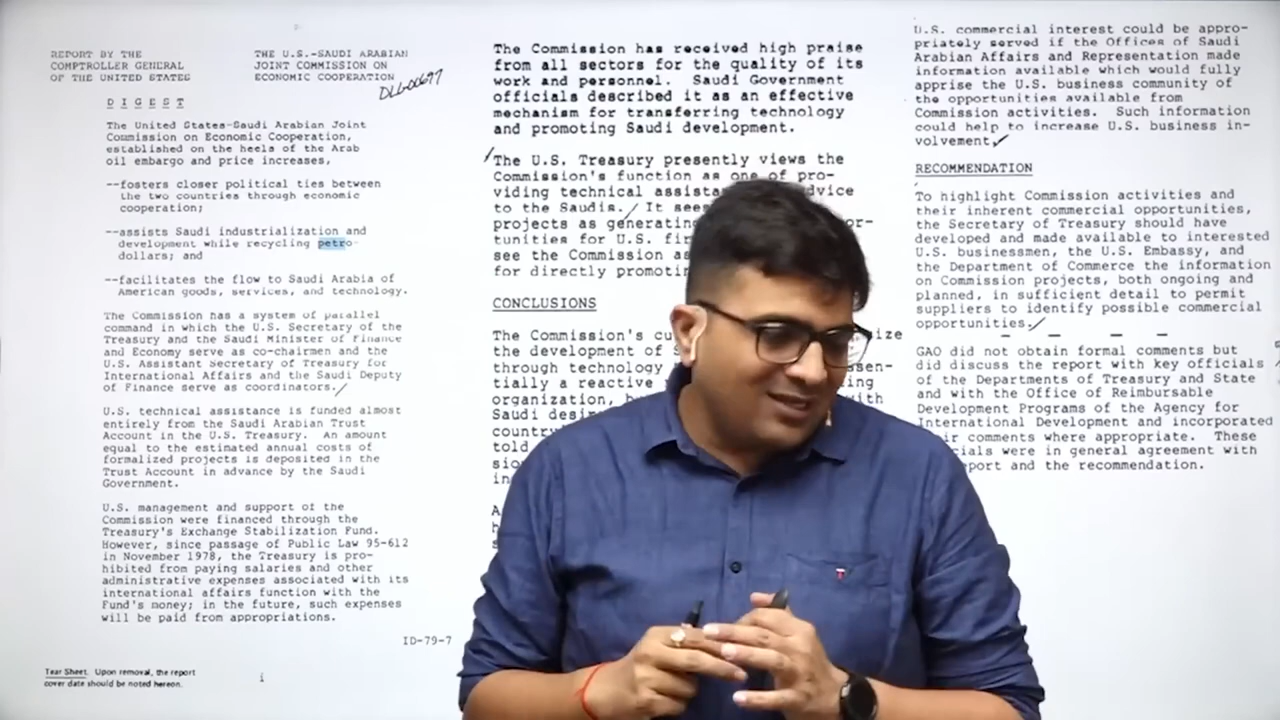 REPORT BY THE
COMPTROLLER GENERAL
OF THE UNITED STATES
THE U.S.-SAUDI ARABIAN
JOINT COMMISSION ON
ECONOMIC COOPERATION
DIGEST
The United States-Saudi Arabian Joint
Commission on Economic Cooperation,
established on the heels of the Arab
oil embargo and price increases,
--fosters closer political ties between
the two countries through economic
cooperation;
--assists Saudi industrialization and
development while recycling petro-
dollars; and
--facilitates the flow to Saudi Arabia of
American goods, services, and technology.
The Commission has a system of parallel
command in which the U.S. Secretary of the
Treasury and the Saudi Minister of Finance
and Economy serve as co-chairmen and the
U.S. Assistant Secretary of Treasury for
International Affairs and the Saudi Deputy
of Finance serve as coordinators.
U.S. technical assistance is funded almost
entirely from the Saudi Arabian Trust
Account in the U.S. Treasury. An amount
equal to the estimated annual costs of
formalized projects is deposited in the
Trust Account in advance by the Saudi
Government.
U.S. management and support of the
Commission were financed through the
Treasury's Exchange Stabilization Fund.
However, since passage of Public Law 95-612
in November 1978, the Treasury is pro-
hibited from paying salaries and other
administrative expenses associated with its
international affairs function with the
Fund's money; in the future, such expenses
will be paid from appropriations.
ID-79-7
Tear Sheet. Upon removal, the report
cover date should be noted hereon.
i
The Commission has received high praise
from all sectors for the quality of its
work and personnel. Saudi Government
officials described it as an effective
mechanism for transferring technology
and promoting Saudi development.
The U.S. Treasury presently views the
Commission's function as one of pro-
viding technical assista dvice
to the Saudis. It sees
projects as generating or-
tunities for U.S. fir
see the Commission as
for directly promotin
CONCLUSIONS
The Commission's cu ize
the development of S
through technology sen-
tially a reactive ing
organization, b with
Saudi desi
country
told
sio
in
U.S. commercial interest could be appro-
priately served if the Offices of Saudi
Arabian Affairs and Representation made
information available which would fully
apprise the U.S. business community of
the opportunities available from
Commission activities. Such information
could help to increase U.S. business in-
volvement.
RECOMMENDATION
To highlight Commission activities and
their inherent commercial opportunities,
the Secretary of Treasury should have
developed and made available to interested
U.S. businessmen, the U.S. Embassy, and
the Department of Commerce the information
on Commission projects, both ongoing and
planned, in sufficient detail to permit
suppliers to identify possible commercial
opportunities.
GAO did not obtain formal comments but
did discuss the report with key officials
of the Departments of Treasury and State
and with the Office of Reimbursable
Development Programs of the Agency for
International Development and incorporated
ir comments where appropriate. These
cials were in general agreement with
eport and the recommendation.